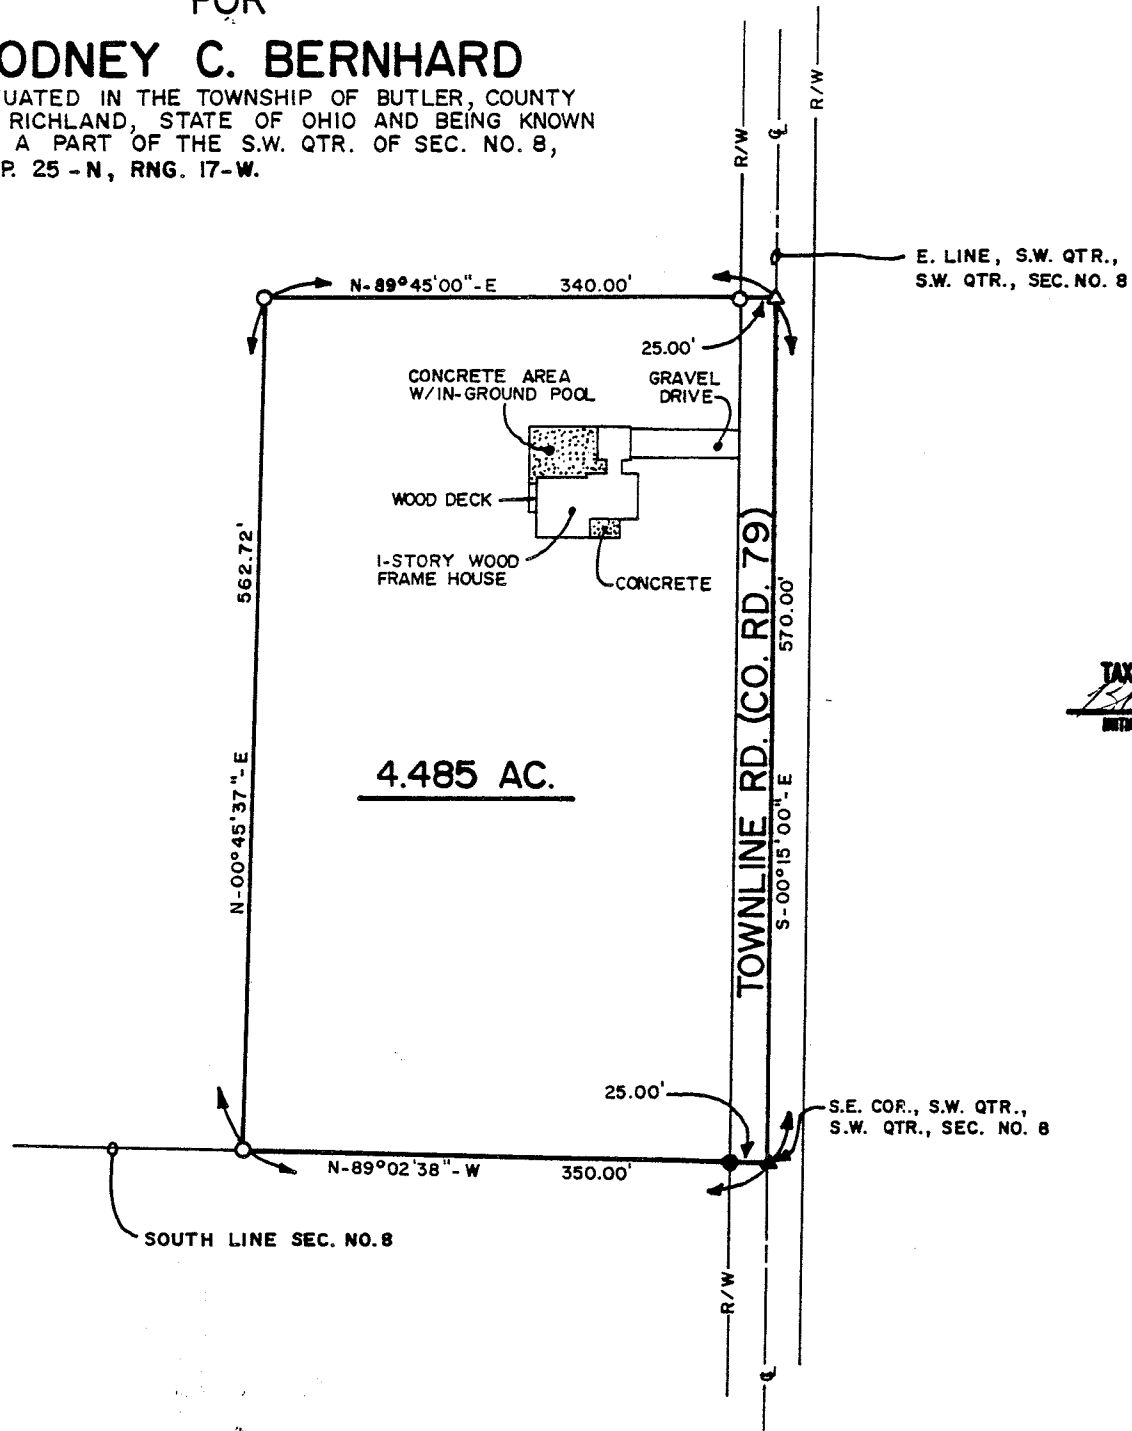 FOR
ODNEY C. BERNHARD
UATED IN THE TOWNSHIP OF BUTLER, COUNTY
RICHLAND, STATE OF OHIO AND BEING KNOWN
A PART OF THE S.W. QTR. OF SEC. NO. 8,
P. 25-N, RNG. 17-W.
R/W
℄
R/W
E. LINE, S.W. QTR.,
S.W. QTR., SEC. NO. 8
N-89°45'00"-E 340.00'
25.00'
CONCRETE AREA
W/IN-GROUND POOL
GRAVEL
DRIVE
WOOD DECK
1-STORY WOOD
FRAME HOUSE
CONCRETE
562.72'
N-00°45'37"-E
TOWNLINE RD. (CO. RD. 79)
570.00'
S-00°15'00"-E
TAX
4.485 AC.
25.00'
S.E. COR., S.W. QTR.,
S.W. QTR., SEC. NO. 8
N-89°02'38"-W 350.00'
SOUTH LINE SEC. NO. 8
R/W
℄